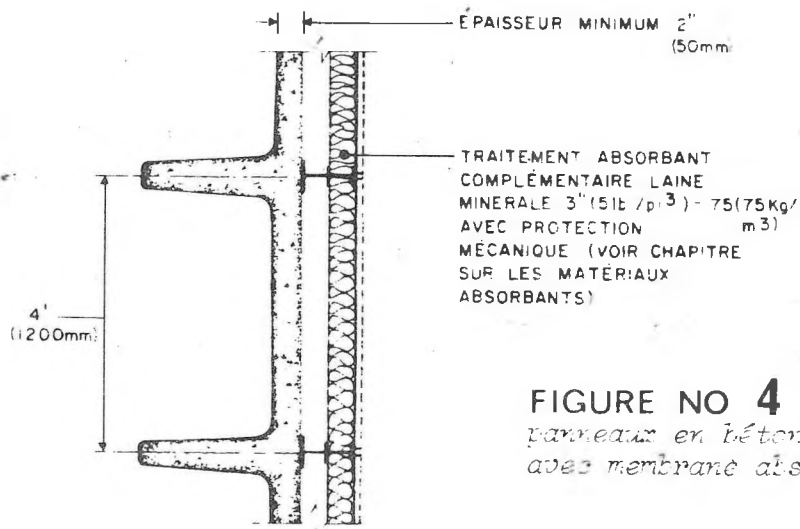 ÉPAISSEUR MINIMUM 2"
(50mm
TRAITEMENT ABSORBANT
COMPLÉMENTAIRE LAINE
MINERALE 3" (5lb /pi³) - 75(75Kg/
AVEC PROTECTION m3)
MÉCANIQUE (VOIR CHAPITRE
SUR LES MATÉRIAUX
ABSORBANTS)
4'
(1200mm)
FIGURE NO 4
panneaux en béton
avec membrane abs